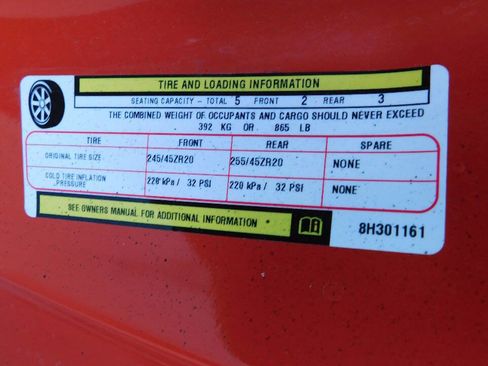 TIRE AND LOADING INFORMATION
SEATING CAPACITY - TOTAL 5 FRONT 2 REAR 3
THE COMBINED WEIGHT OF OCCUPANTS AND CARGO SHOULD NEVER EXCEED
392 KG OR 865 LB
TIRE FRONT REAR SPARE
ORIGINAL TIRE SIZE 245/45ZR20 255/45ZR20 NONE
COLD TIRE INFLATION PRESSURE 220 kPa / 32 PSI 220 kPa / 32 PSI NONE
SEE OWNERS MANUAL FOR ADDITIONAL INFORMATION
8H301161